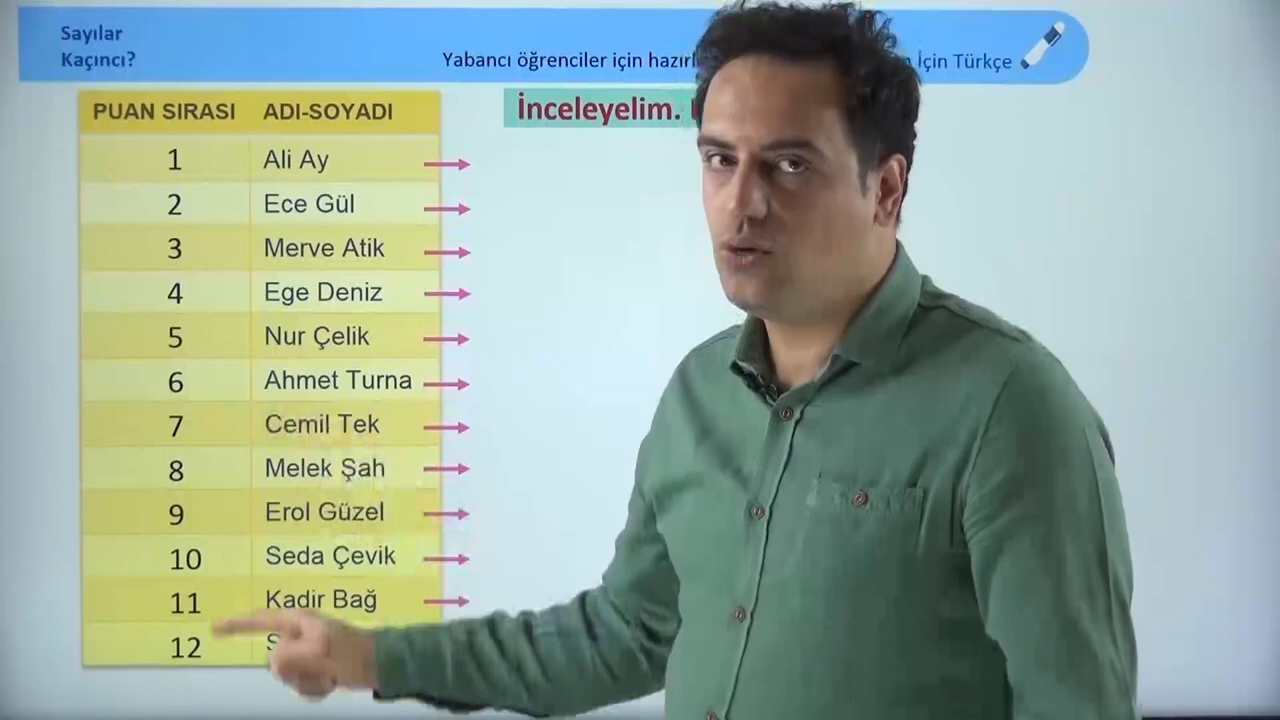 Sayılar
Kaçıncı?
Yabancı öğrenciler için İçin Türkçe
İnceleyelim.
PUAN SIRASI ADI-SOYADI
1 Ali Ay
2 Ece Gül
3 Merve Atik
4 Ege Deniz
5 Nur Çelik
6 Ahmet Turna
7 Cemil Tek
8 Melek Şah
9 Erol Güzel
10 Seda Çevik
11 Kadir Bağ
12